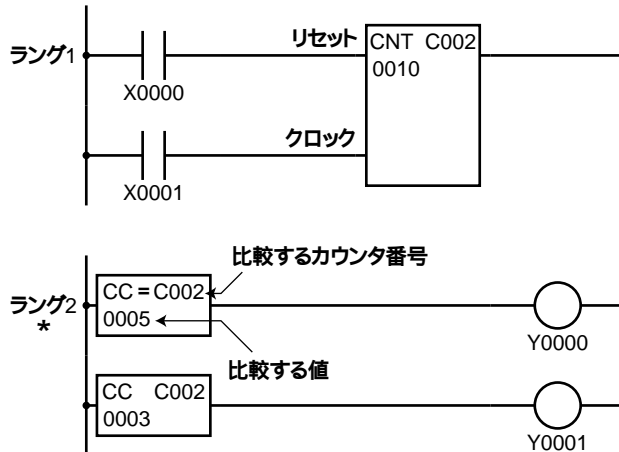 ラング1
リセット
CNT C002
0010
X0000
クロック
X0001
比較するカウンタ番号
ラング2
*
CC = C002
0005
Y0000
比較する値
CC C002
0003
Y0001